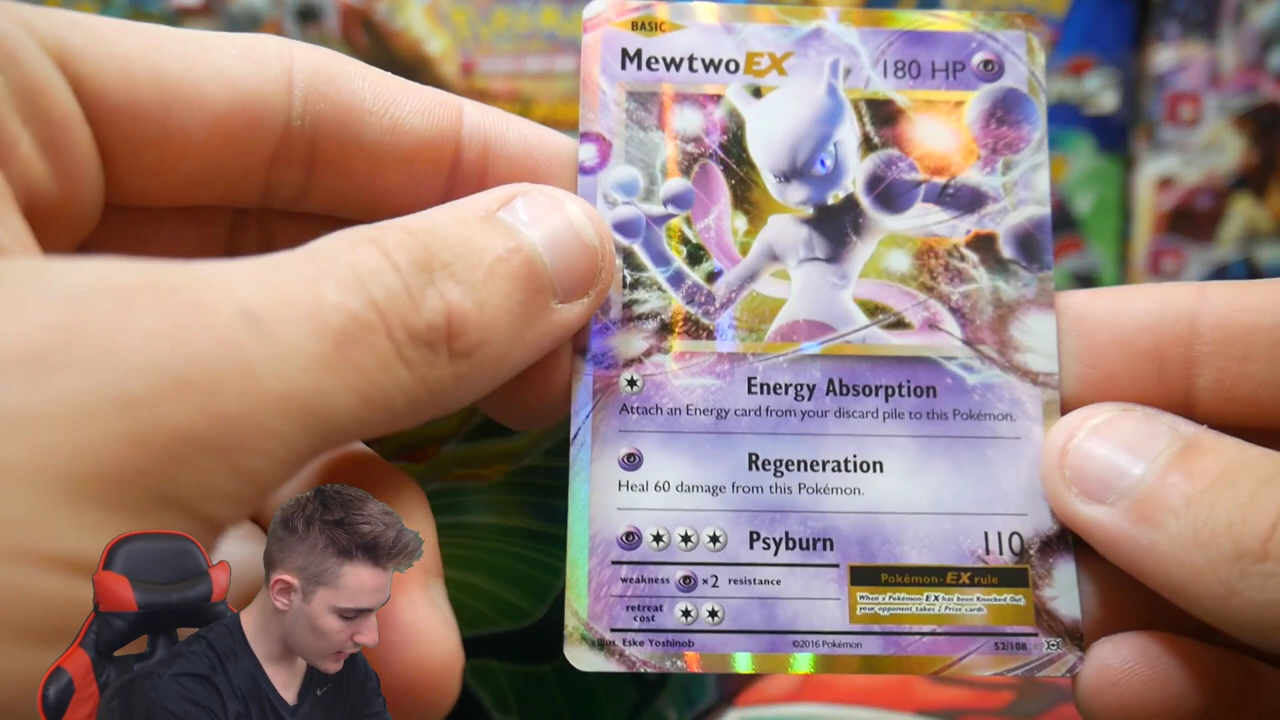 BASIC
MewtwoEX 180 HP
Energy Absorption
Attach an Energy card from your discard pile to this Pokémon.
Regeneration
Heal 60 damage from this Pokémon.
Psyburn 110
weakness ×2 resistance
Pokémon-EX rule
When a Pokémon-EX has been Knocked Out,
your opponent takes 2 Prize cards.
retreat
cost
Illus. Eske Yoshinob ©2016 Pokémon 52/108